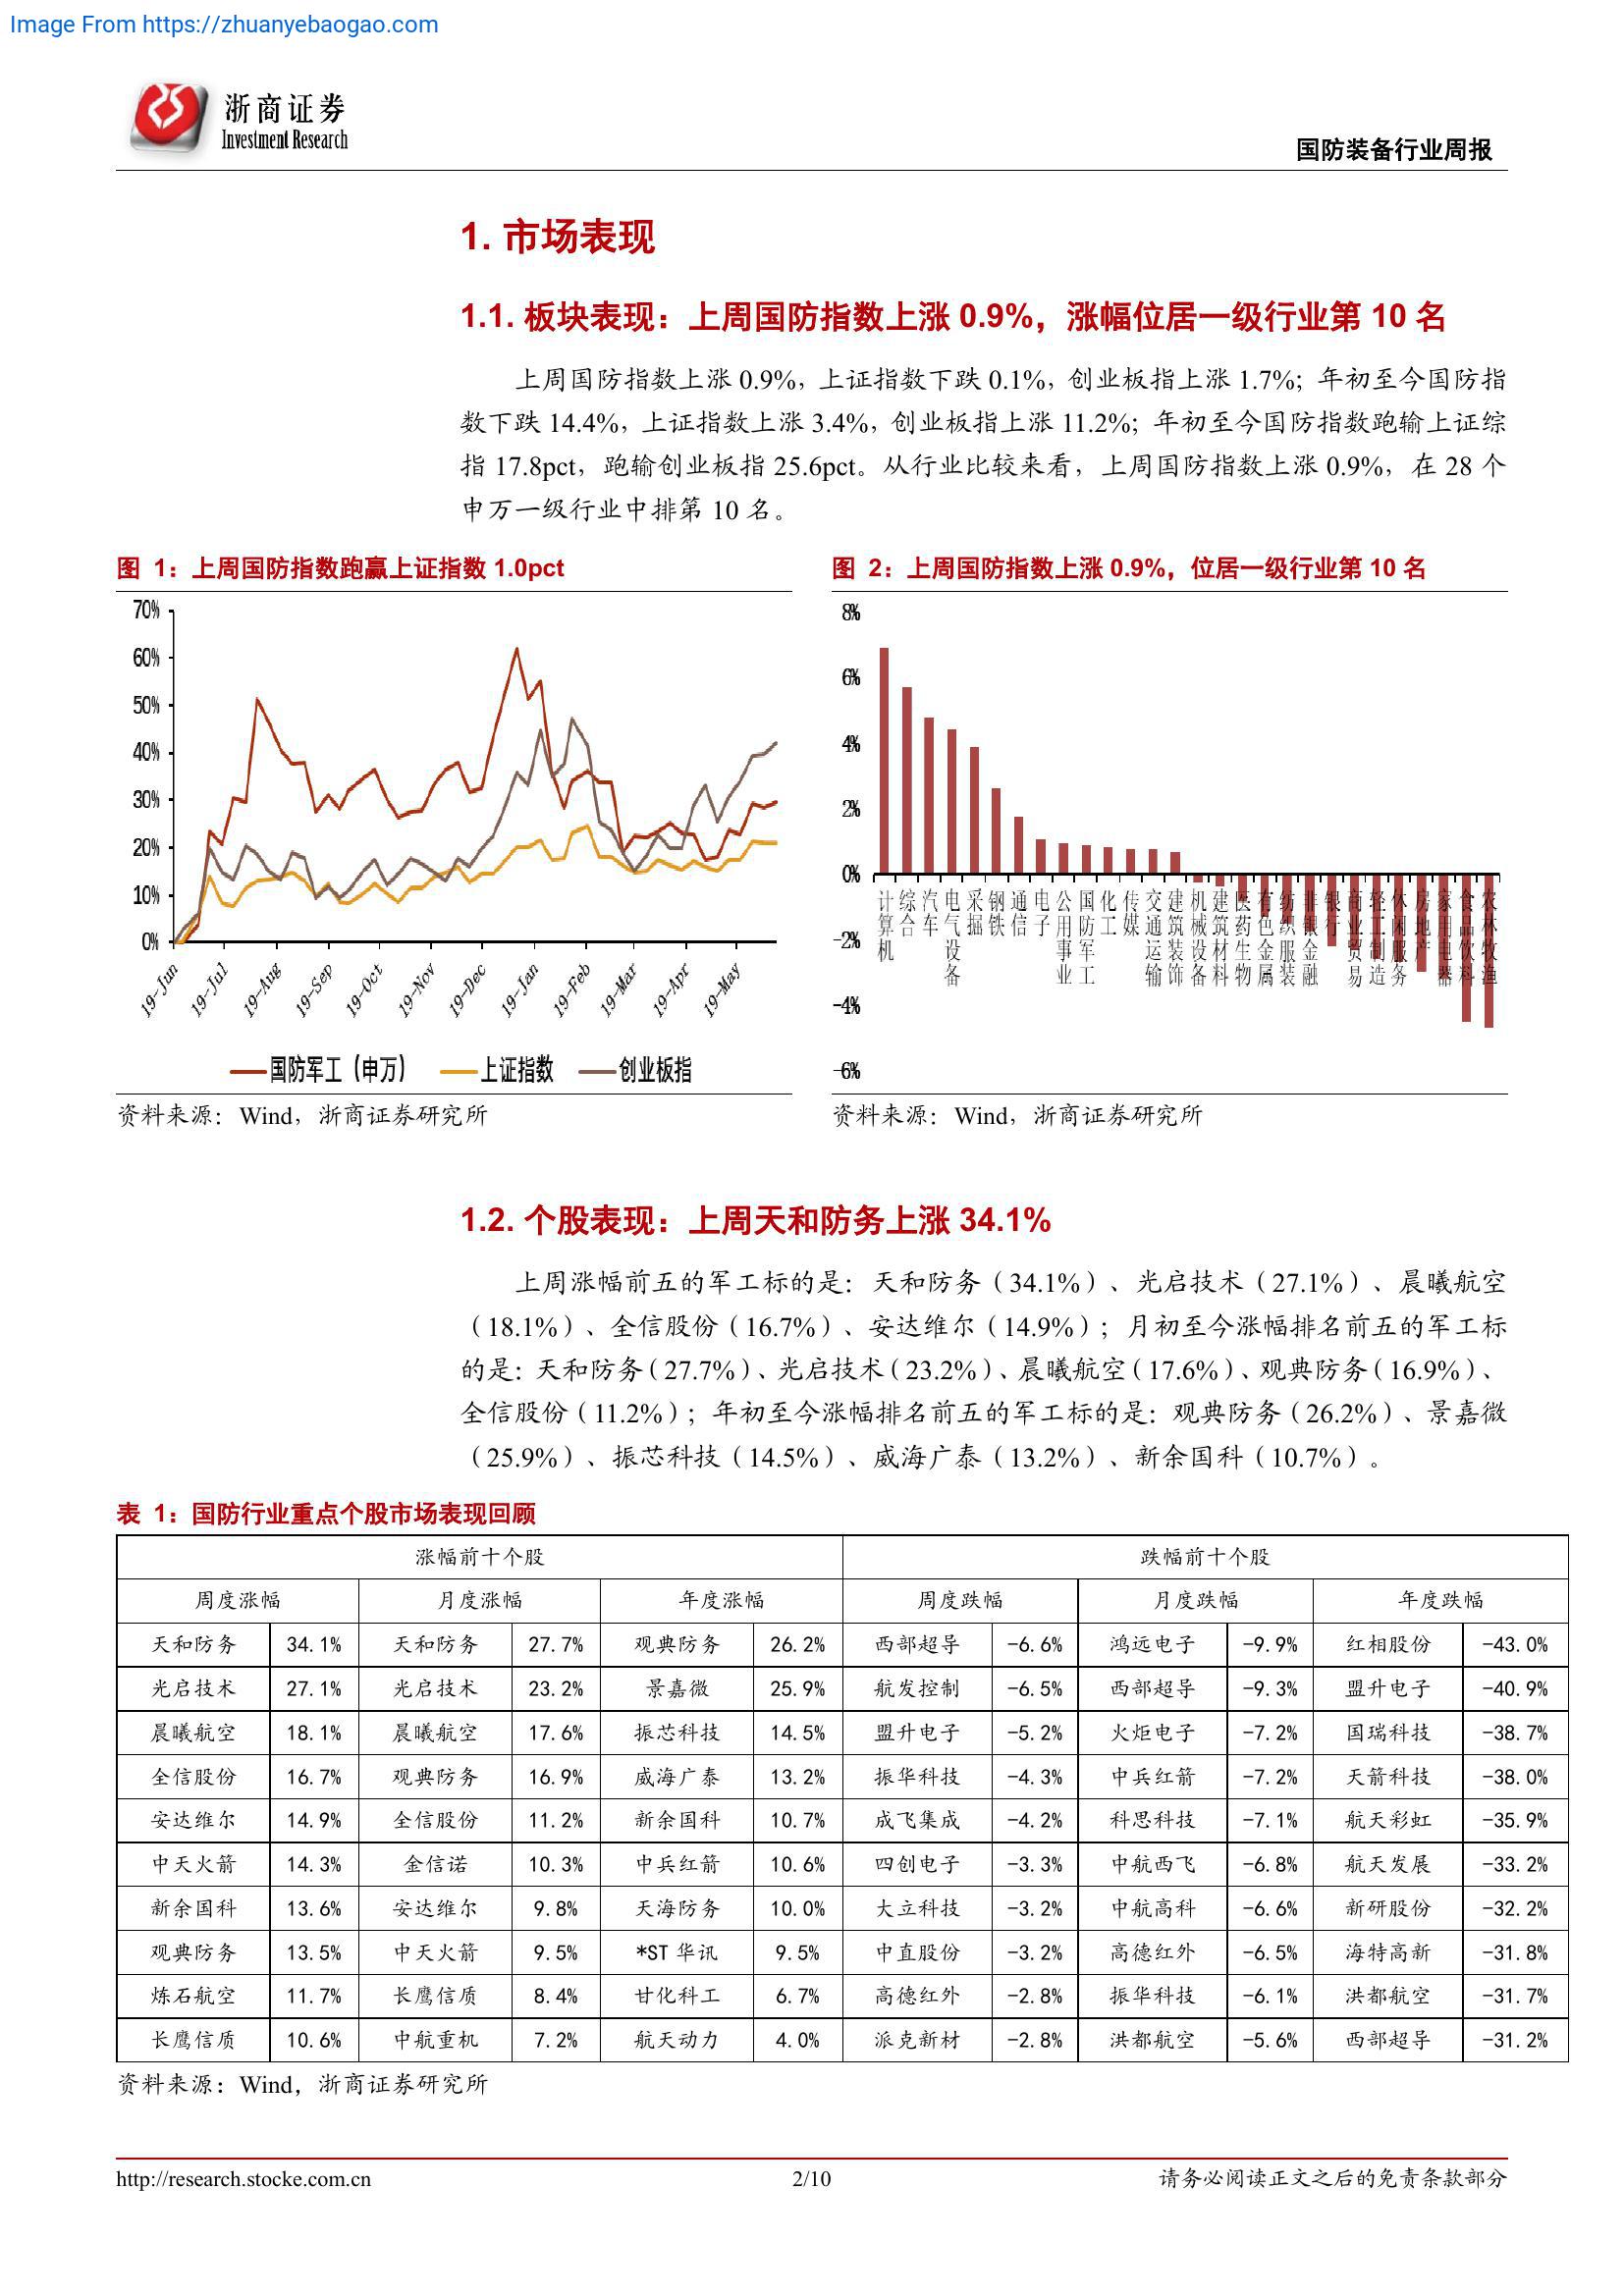 Image From https://zhuanyebaogao.com
浙商证券
Investment Research
国防装备行业周报
1. 市场表现
1.1. 板块表现：上周国防指数上涨 0.9%，涨幅位居一级行业第 10 名
上周国防指数上涨 0.9%，上证指数下跌 0.1%，创业板指上涨 1.7%；年初至今国防指
数下跌 14.4%，上证指数上涨 3.4%，创业板指上涨 11.2%；年初至今国防指数跑输上证综
指 17.8pct，跑输创业板指 25.6pct。从行业比较来看，上周国防指数上涨 0.9%，在 28 个
申万一级行业中排第 10 名。
图 1：上周国防指数跑赢上证指数 1.0pct
70%
60%
50%
40%
30%
20%
10%
0%
19-Jun 19-Jul 19-Aug 19-Sep 19-Oct 19-Nov 19-Dec 19-Jan 19-Feb 19-Mar 19-Apr 19-May
国防军工（申万） 上证指数 创业板指
资料来源：Wind，浙商证券研究所
图 2：上周国防指数上涨 0.9%，位居一级行业第 10 名
8%
6%
4%
2%
0%
-2%
-4%
-6%
计算机 综合 汽车 电气设备 采掘 钢铁 通信 电子 公用事业 国防军工 化工 传媒 交通运输 建筑装饰 机械设备 建筑材料 医药生物 有色金属 纺织服装 非银金融 银行 商业贸易 轻工制造 休闲服务 房地产 家用电器 食品饮料 农林牧渔
资料来源：Wind，浙商证券研究所
1.2. 个股表现：上周天和防务上涨 34.1%
上周涨幅前五的军工标的是：天和防务（34.1%）、光启技术（27.1%）、晨曦航空
（18.1%）、全信股份（16.7%）、安达维尔（14.9%）；月初至今涨幅排名前五的军工标
的是：天和防务（27.7%）、光启技术（23.2%）、晨曦航空（17.6%）、观典防务（16.9%）、
全信股份（11.2%）；年初至今涨幅排名前五的军工标的是：观典防务（26.2%）、景嘉微
（25.9%）、振芯科技（14.5%）、威海广泰（13.2%）、新余国科（10.7%）。
表 1：国防行业重点个股市场表现回顾
涨幅前十个股 跌幅前十个股
周度涨幅 月度涨幅 年度涨幅 周度跌幅 月度跌幅 年度跌幅
天和防务 34.1% 天和防务 27.7% 观典防务 26.2% 西部超导 -6.6% 鸿远电子 -9.9% 红相股份 -43.0%
光启技术 27.1% 光启技术 23.2% 景嘉微 25.9% 航发控制 -6.5% 西部超导 -9.3% 盟升电子 -40.9%
晨曦航空 18.1% 晨曦航空 17.6% 振芯科技 14.5% 盟升电子 -5.2% 火炬电子 -7.2% 国瑞科技 -38.7%
全信股份 16.7% 观典防务 16.9% 威海广泰 13.2% 振华科技 -4.3% 中兵红箭 -7.2% 天箭科技 -38.0%
安达维尔 14.9% 全信股份 11.2% 新余国科 10.7% 成飞集成 -4.2% 科思科技 -7.1% 航天彩虹 -35.9%
中天火箭 14.3% 金信诺 10.3% 中兵红箭 10.6% 四创电子 -3.3% 中航西飞 -6.8% 航天发展 -33.2%
新余国科 13.6% 安达维尔 9.8% 天海防务 10.0% 大立科技 -3.2% 中航高科 -6.6% 新研股份 -32.2%
观典防务 13.5% 中天火箭 9.5% *ST 华讯 9.5% 中直股份 -3.2% 高德红外 -6.5% 海特高新 -31.8%
炼石航空 11.7% 长鹰信质 8.4% 甘化科工 6.7% 高德红外 -2.8% 振华科技 -6.1% 洪都航空 -31.7%
长鹰信质 10.6% 中航重机 7.2% 航天动力 4.0% 派克新材 -2.8% 洪都航空 -5.6% 西部超导 -31.2%
资料来源：Wind，浙商证券研究所
http://research.stocke.com.cn
2/10
请务必阅读正文之后的免责条款部分